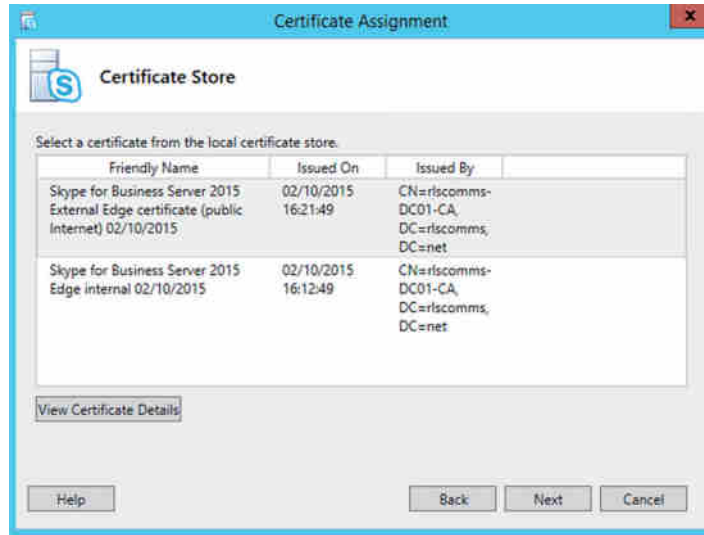 Certificate Assignment
x
S
Certificate Store
Select a certificate from the local certificate store.
Friendly Name Issued On Issued By
Skype for Business Server 2015 02/10/2015 CN=rlscomms-
External Edge certificate (public 16:21:49 DC01-CA,
Internet) 02/10/2015 DC=rlscomms,
DC=net
Skype for Business Server 2015 02/10/2015 CN=rlscomms-
Edge internal 02/10/2015 16:12:49 DC01-CA,
DC=rlscomms,
DC=net
View Certificate Details
Help Back Next Cancel